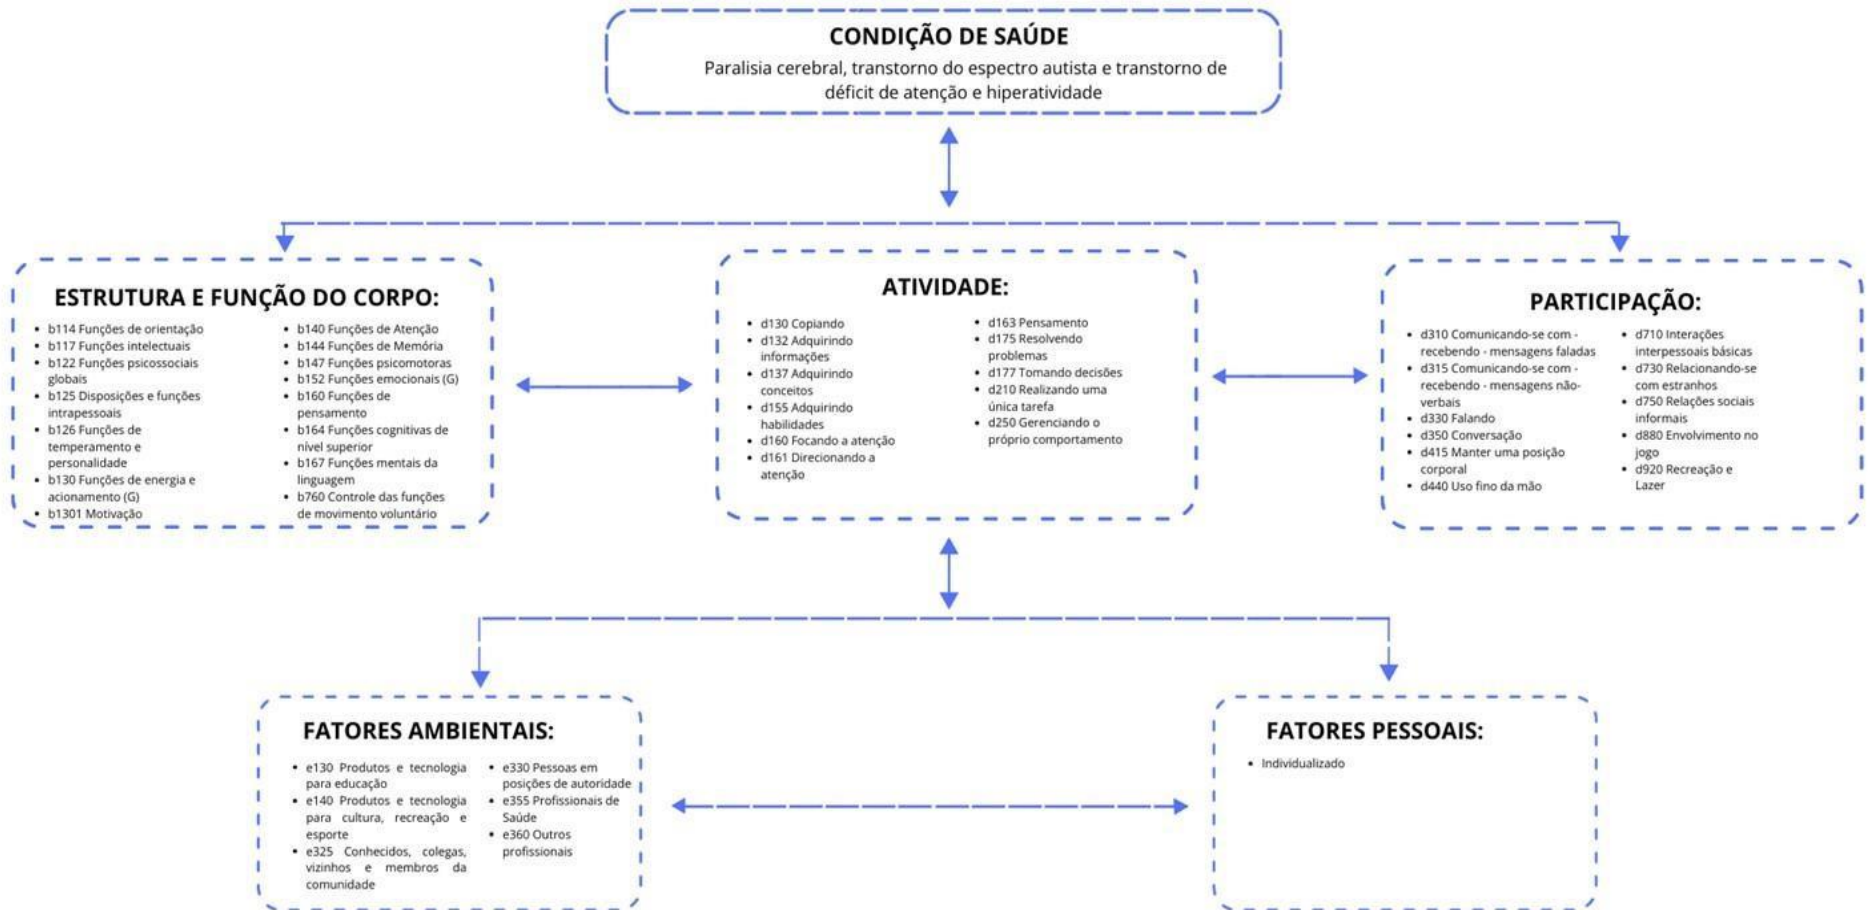 CONDIÇÃO DE SAÚDE
Paralisia cerebral, transtorno do espectro autista e transtorno de
déficit de atenção e hiperatividade
ESTRUTURA E FUNÇÃO DO CORPO:
• b114 Funções de orientação
• b117 Funções intelectuais
• b122 Funções psicossociais
globais
• b125 Disposições e funções
intrapessoais
• b126 Funções de
temperamento e
personalidade
• b130 Funções de energia e
acionamento (G)
• b1301 Motivação
• b140 Funções de Atenção
• b144 Funções de Memória
• b147 Funções psicomotoras
• b152 Funções emocionais (G)
• b160 Funções de
pensamento
• b164 Funções cognitivas de
nível superior
• b167 Funções mentais da
linguagem
• b760 Controle das funções
de movimento voluntário
ATIVIDADE:
• d130 Copiando
• d132 Adquirindo
informações
• d137 Adquirindo
conceitos
• d155 Adquirindo
habilidades
• d160 Focando a atenção
• d161 Direcionando a
atenção
• d163 Pensamento
• d175 Resolvendo
problemas
• d177 Tomando decisões
• d210 Realizando uma
única tarefa
• d250 Gerenciando o
próprio comportamento
PARTICIPAÇÃO:
• d310 Comunicando-se com -
recebendo - mensagens faladas
• d315 Comunicando-se com -
recebendo - mensagens não-
verbais
• d330 Falando
• d350 Conversação
• d415 Manter uma posição
corporal
• d440 Uso fino da mão
• d710 Interações
interpessoais básicas
• d730 Relacionando-se
com estranhos
• d750 Relações sociais
informais
• d880 Envolvimento no
jogo
• d920 Recreação e
Lazer
FATORES AMBIENTAIS:
• e130 Produtos e tecnologia
para educação
• e140 Produtos e tecnologia
para cultura, recreação e
esporte
• e325 Conhecidos, colegas,
vizinhos e membros da
comunidade
• e330 Pessoas em
posições de autoridade
• e355 Profissionais de
Saúde
• e360 Outros
profissionais
FATORES PESSOAIS:
• Individualizado